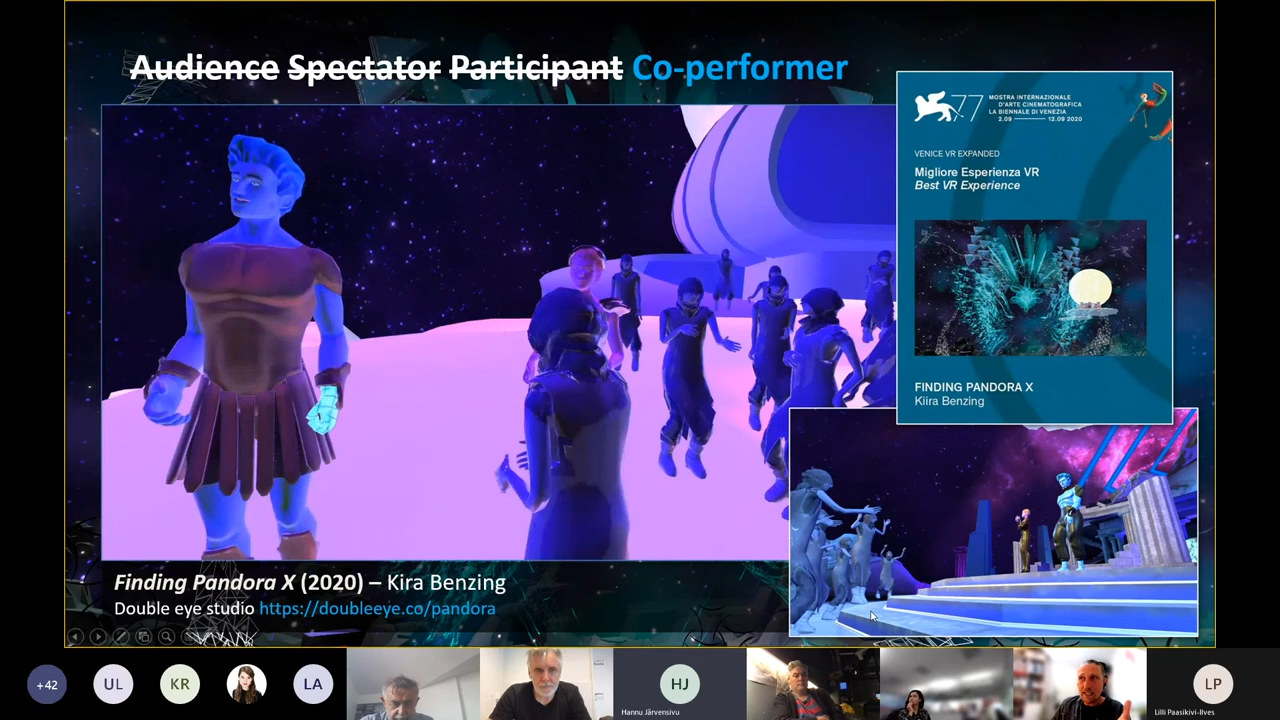 Audience Spectator Participant Co-performer
77
MOSTRA INTERNAZIONALE
D'ARTE CINEMATOGRAFICA
LA BIENNALE DI VENEZIA
2.09 — 12.09 2020
VENICE VR EXPANDED
Migliore Esperienza VR
Best VR Experience
FINDING PANDORA X
Kiira Benzing
Finding Pandora X (2020) – Kira Benzing
Double eye studio https://doubleeye.co/pandora
+42
UL
KR
LA
HJ
Hannu Järvensivu
LP
Lilli Paasikivi-Ilves